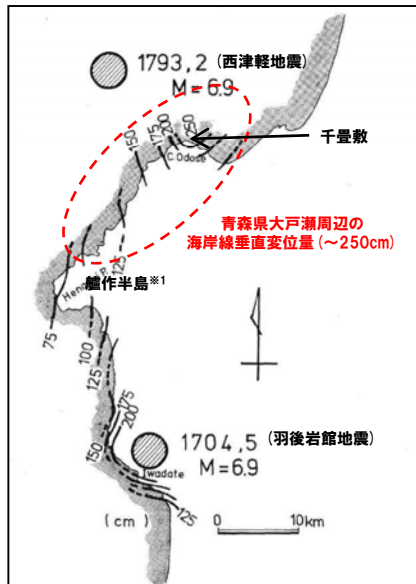 1793,2 (西津軽地震)
M=6.9
千畳敷
150
175
200
250
C.Odose
青森県大戸瀬周辺の
海岸線垂直変位量(～250cm)
125
艫作半島※1
75
100
125
175
200
150
1704,5 (羽後岩館地震)
M=6.9
Iwadate
125
(cm)
0 10km